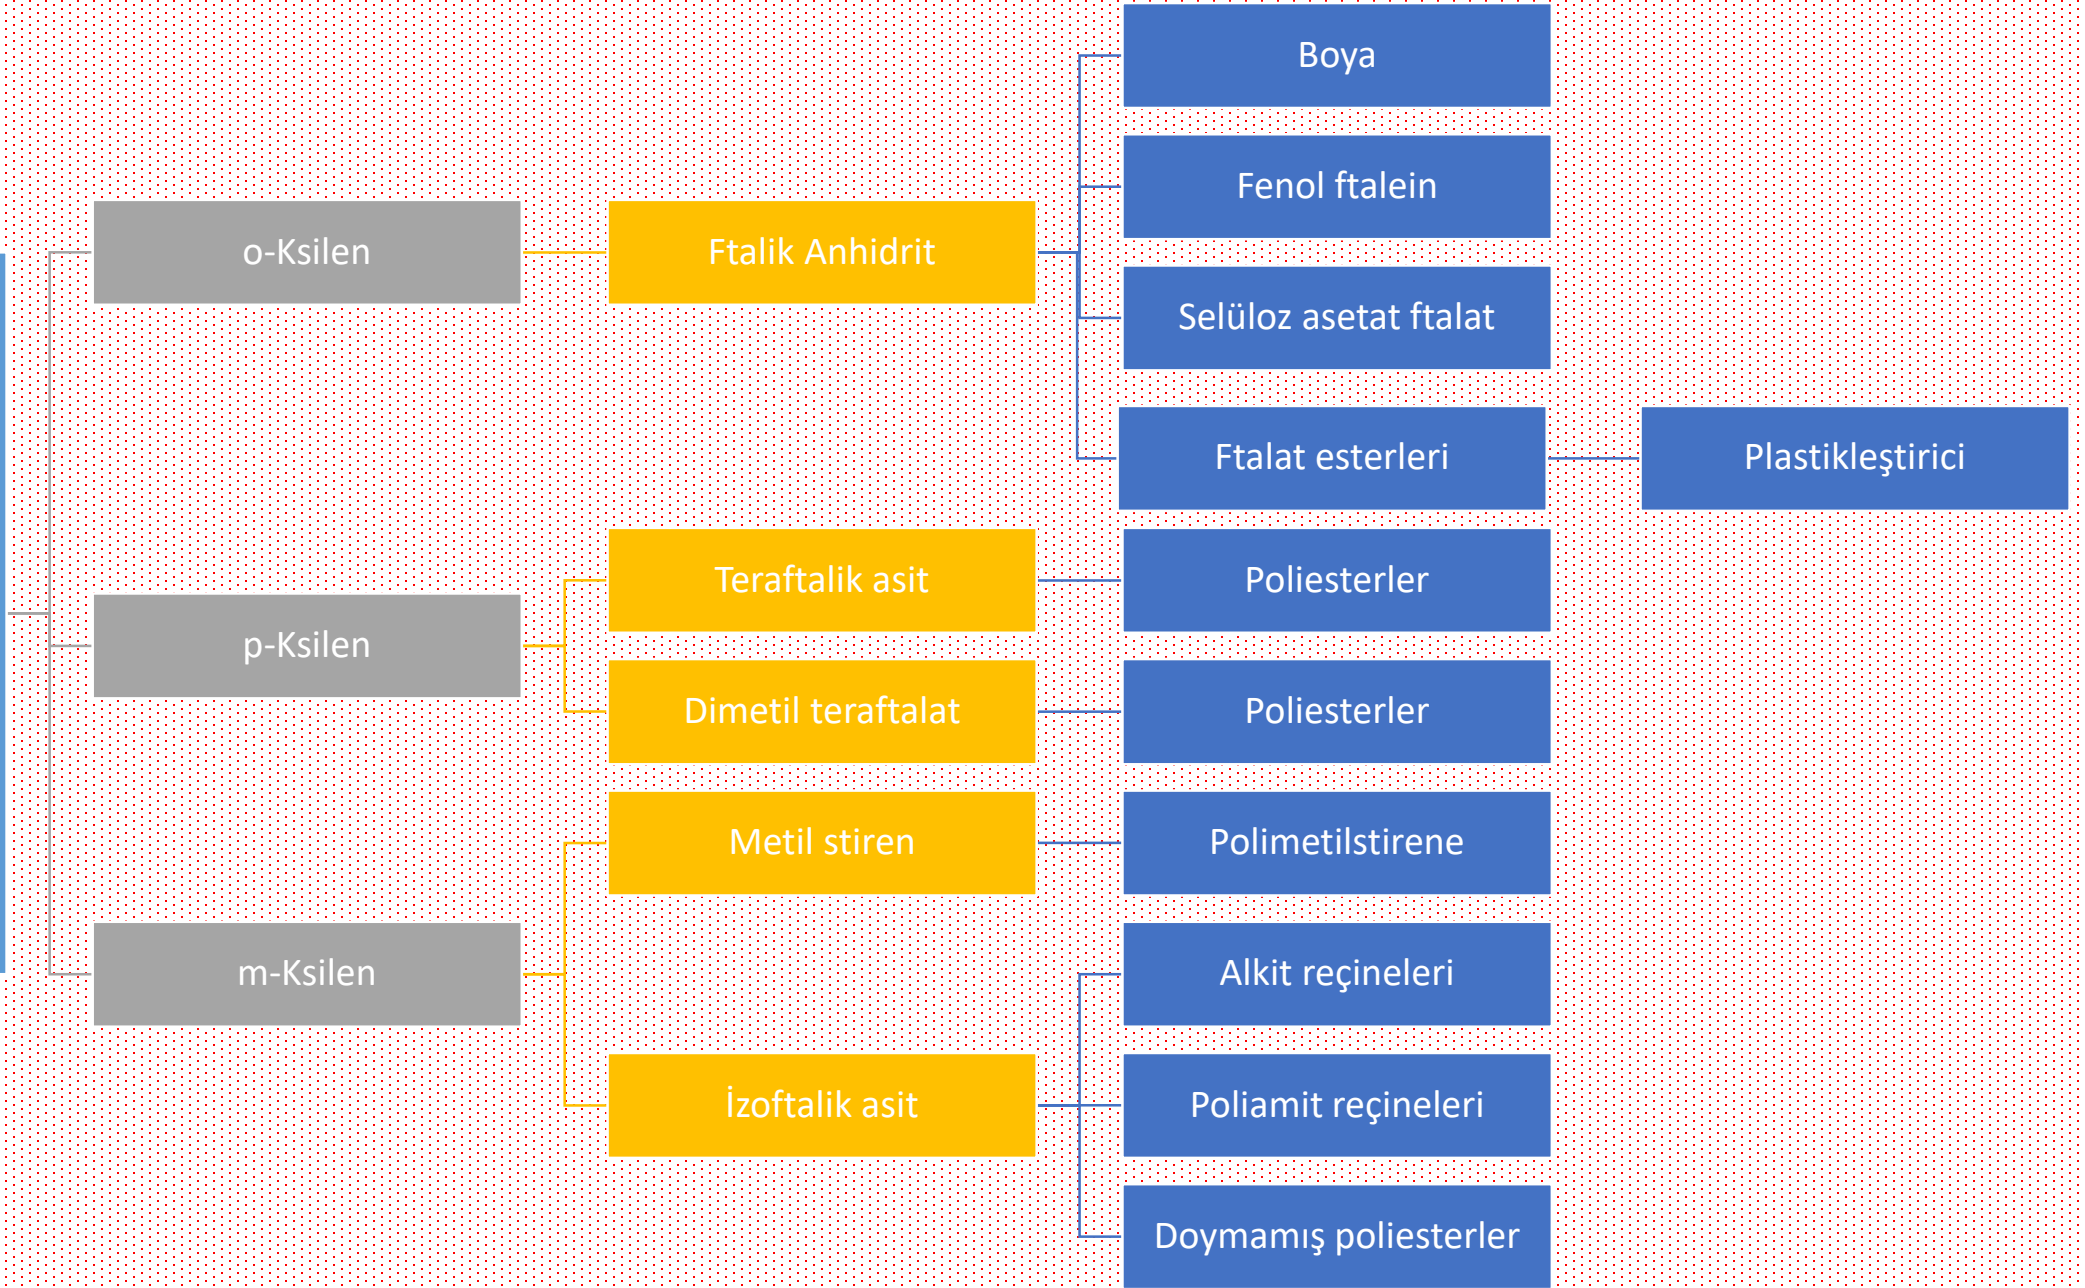 Boya
Fenol ftalein
o-Ksilen
Ftalik Anhidrit
Selüloz asetat ftalat
Ftalat esterleri
Plastikleştirici
Teraftalik asit
Poliesterler
p-Ksilen
Dimetil teraftalat
Poliesterler
Metil stiren
Polimetilstirene
m-Ksilen
Alkit reçineleri
İzoftalik asit
Poliamit reçineleri
Doymamış poliesterler